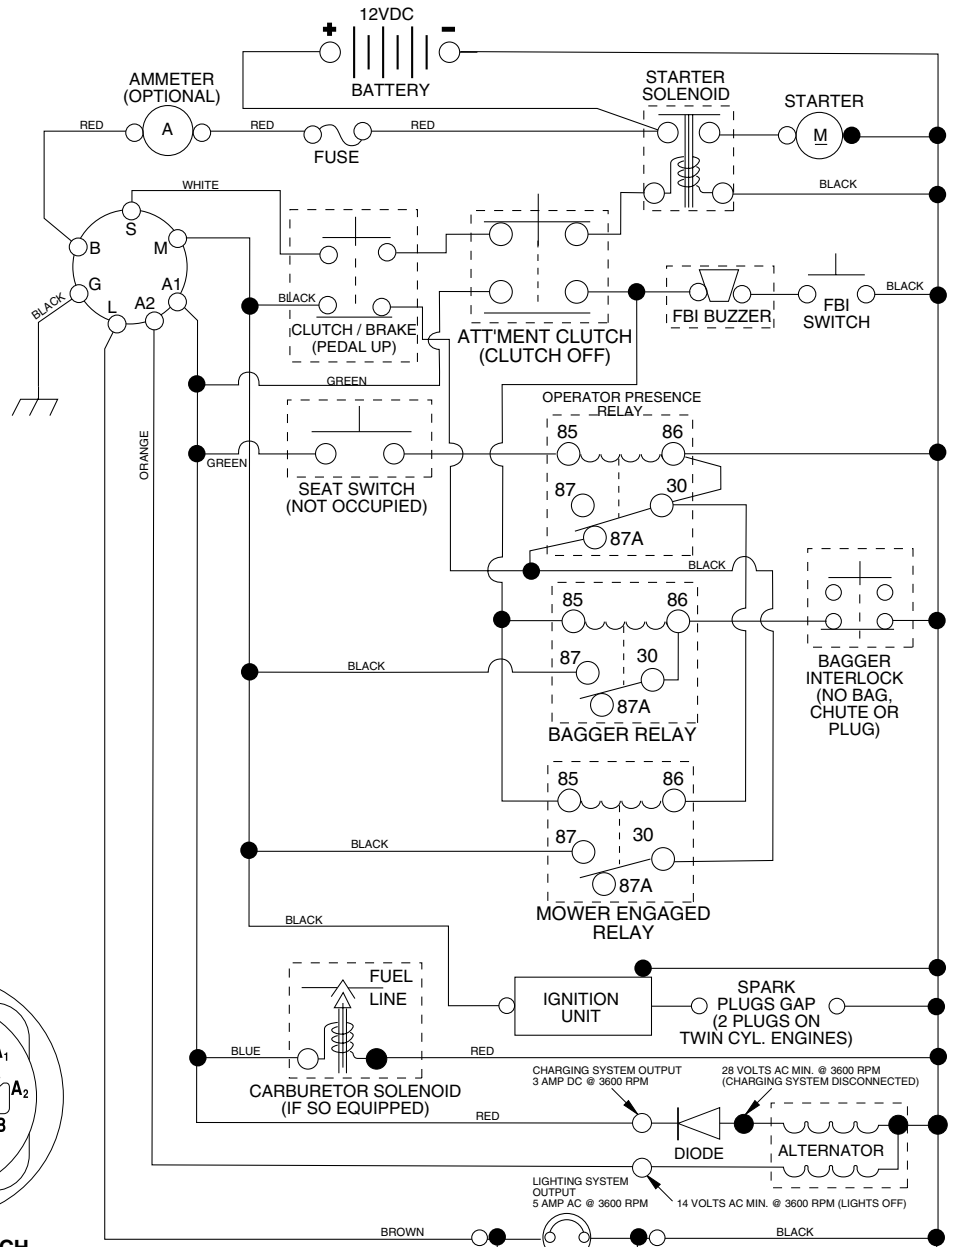 12VDC
+
-
BATTERY
AMMETER
(OPTIONAL)
STARTER
SOLENOID
STARTER
RED
A
RED
FUSE
RED
M
WHITE
BLACK
S
B
M
G
A1
L
A2
BLACK
BLACK
CLUTCH / BRAKE
(PEDAL UP)
ATT'MENT CLUTCH
(CLUTCH OFF)
FBI BUZZER
FBI
SWITCH
BLACK
GREEN
OPERATOR PRESENCE
RELAY
ORANGE
GREEN
SEAT SWITCH
(NOT OCCUPIED)
85
86
87
30
87A
BLACK
85
86
87
30
87A
BAGGER RELAY
BLACK
BAGGER
INTERLOCK
(NO BAG,
CHUTE OR
PLUG)
85
86
87
30
87A
MOWER ENGAGED
RELAY
BLACK
BLACK
FUEL
LINE
IGNITION
UNIT
SPARK
PLUGS GAP
(2 PLUGS ON
TWIN CYL. ENGINES)
BLUE
RED
CARBURETOR SOLENOID
(IF SO EQUIPPED)
CHARGING SYSTEM OUTPUT
3 AMP DC @ 3600 RPM
28 VOLTS AC MIN. @ 3600 RPM
(CHARGING SYSTEM DISCONNECTED)
RED
DIODE
ALTERNATOR
LIGHTING SYSTEM
OUTPUT
5 AMP AC @ 3600 RPM
14 VOLTS AC MIN. @ 3600 RPM (LIGHTS OFF)
BROWN
BLACK
A2